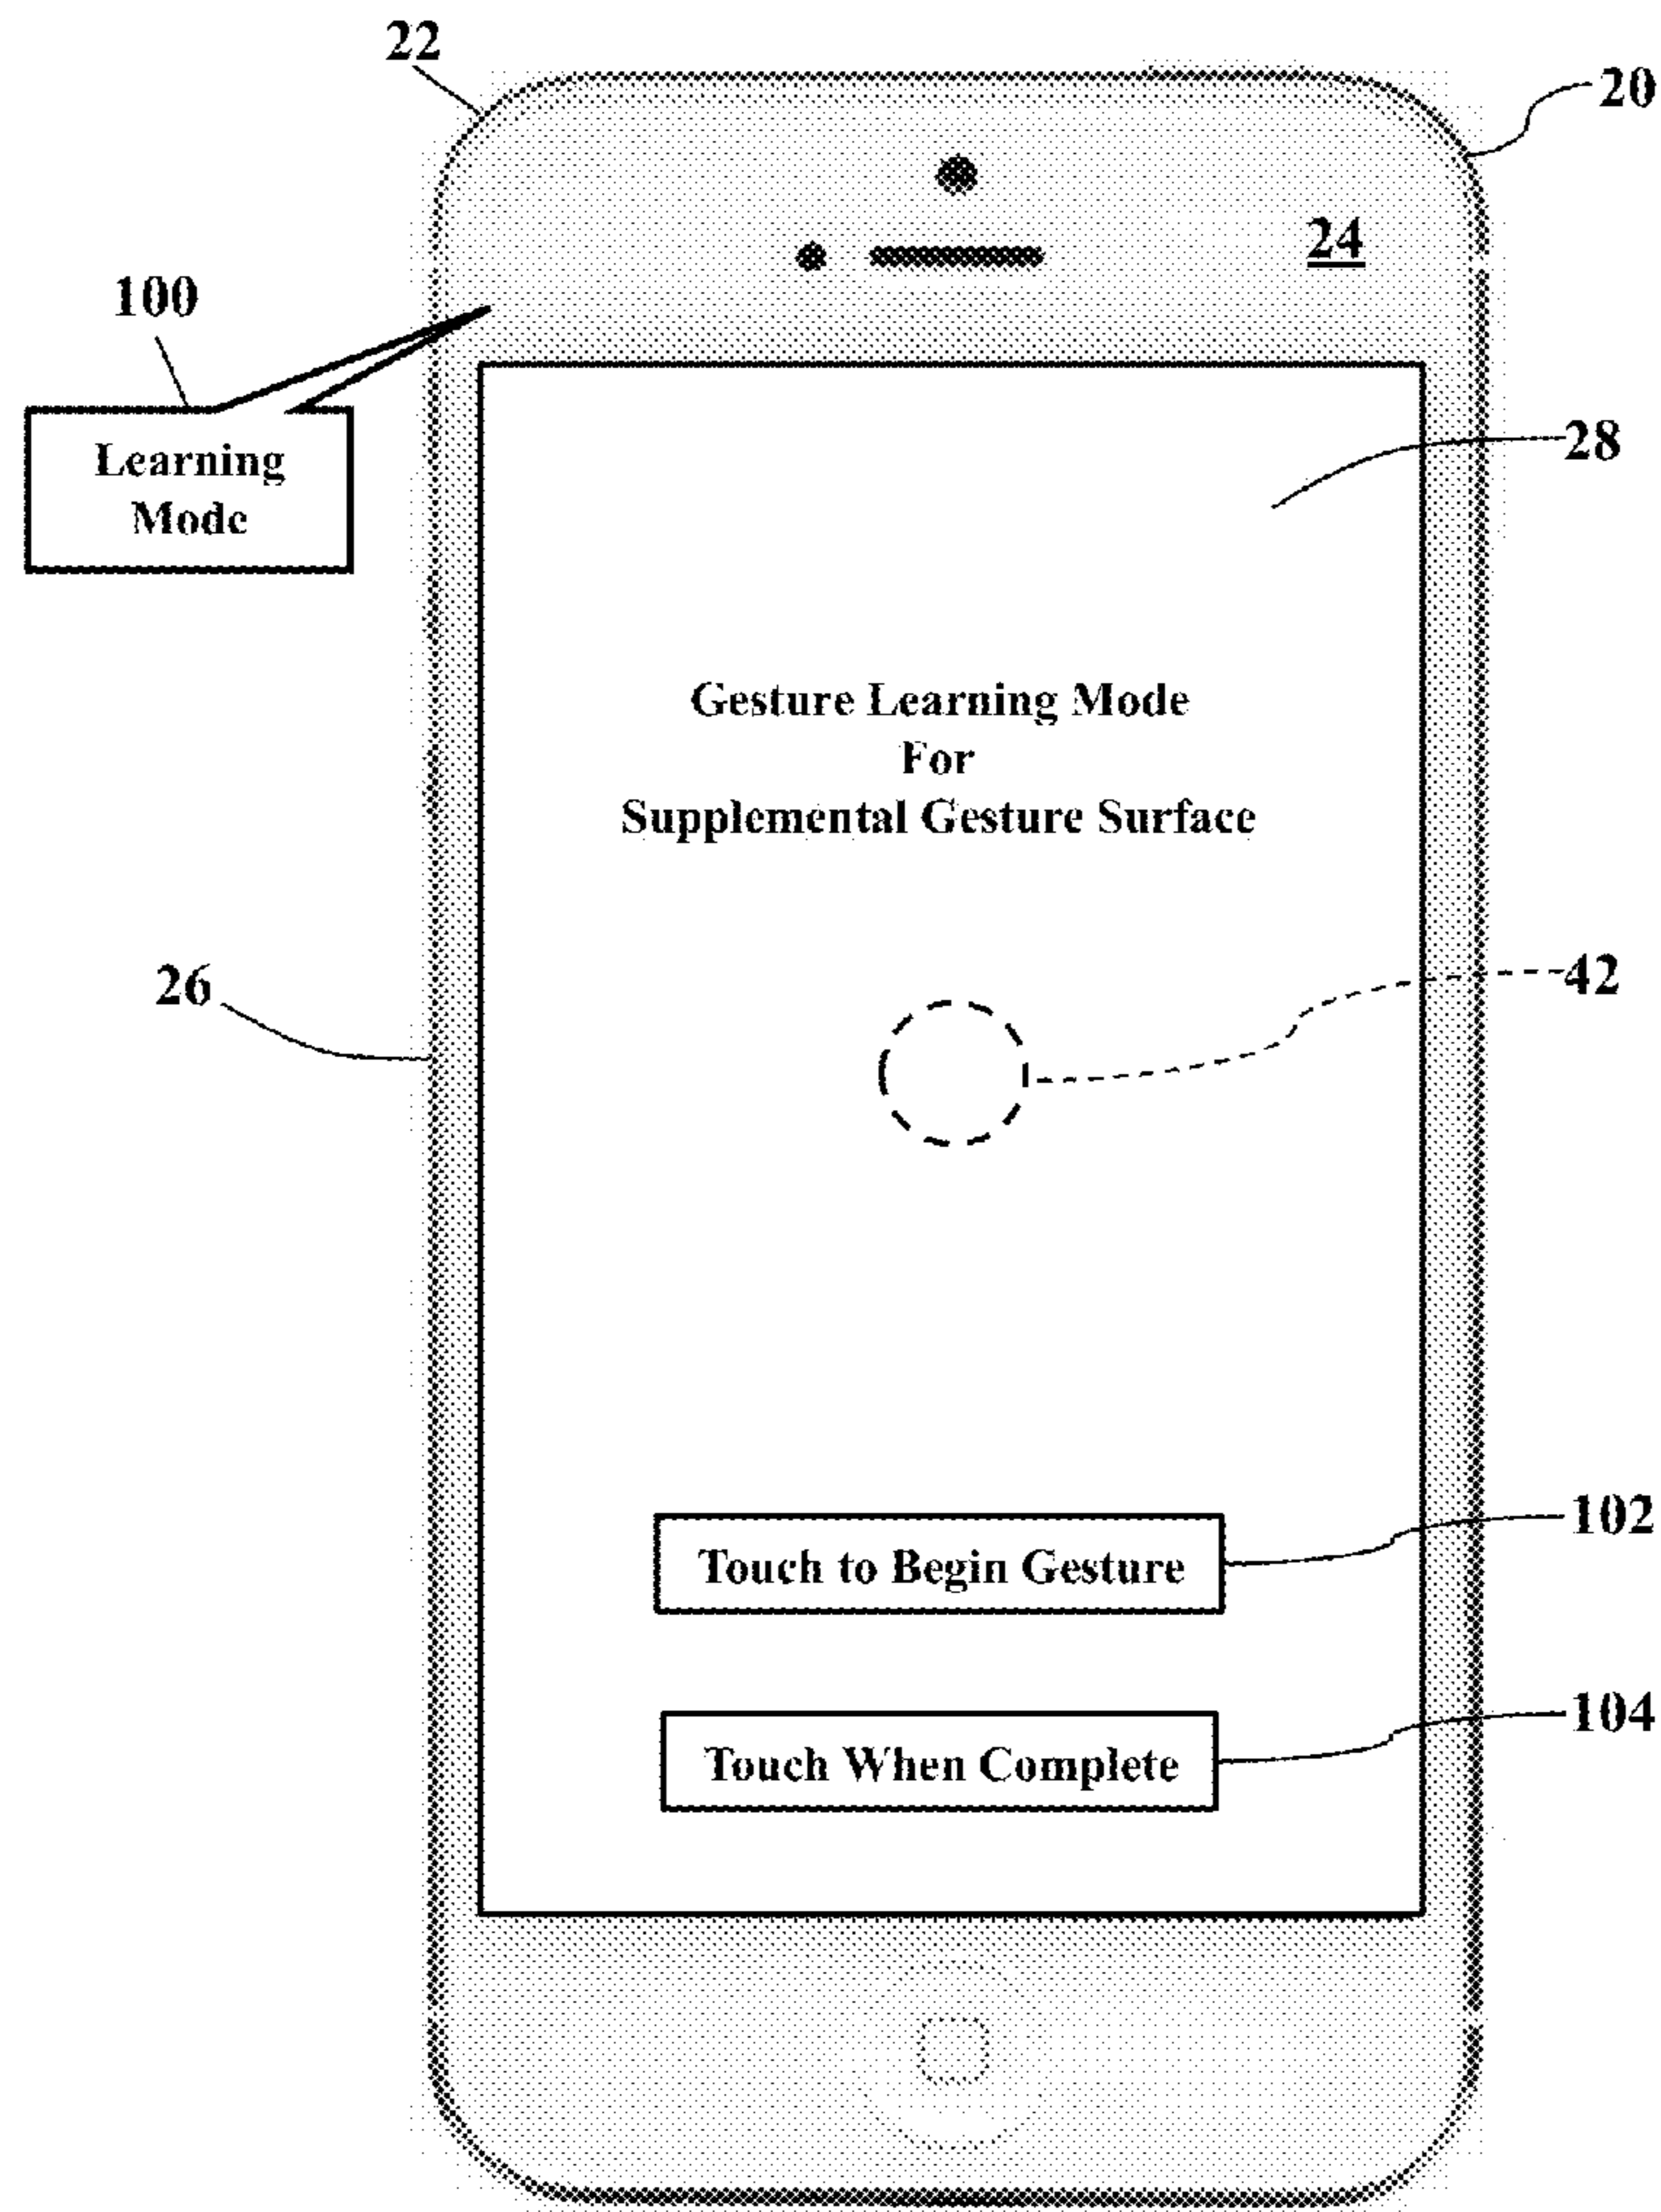 22
20
24
100
Learning
Mode
28
Gesture Learning Mode
For
Supplemental Gesture Surface
26
42
Touch to Begin Gesture
102
Touch When Complete
104